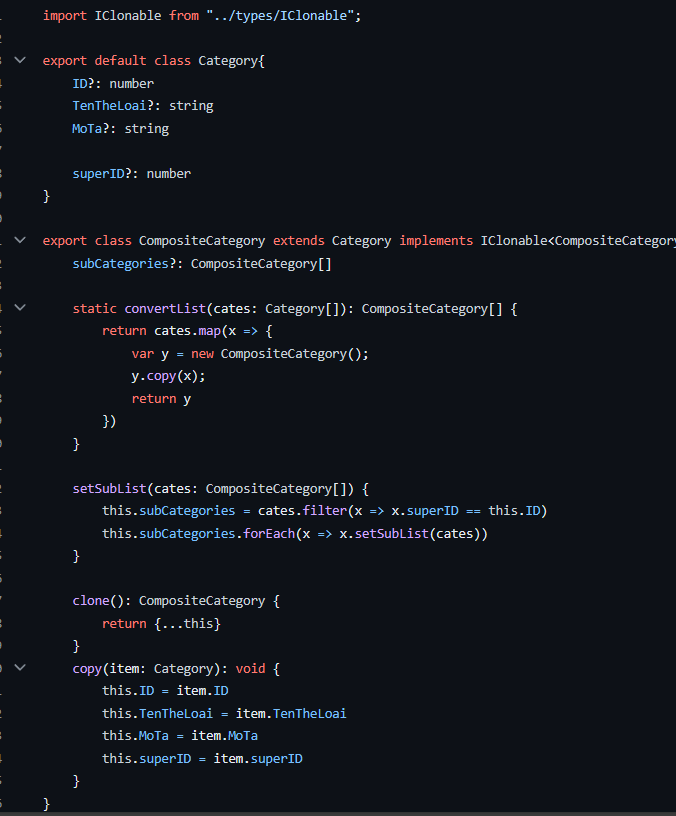 import IClonable from "../types/IClonable";
export default class Category{
ID?: number
TenTheLoai?: string
MoTa?: string
superID?: number
}
export class CompositeCategory extends Category implements IClonable<CompositeCategory
subCategories?: CompositeCategory[]
static convertList(cates: Category[]): CompositeCategory[] {
return cates.map(x => {
var y = new CompositeCategory();
y.copy(x);
return y
})
}
setSubList(cates: CompositeCategory[]) {
this.subCategories = cates.filter(x => x.superID == this.ID)
this.subCategories.forEach(x => x.setSubList(cates))
}
clone(): CompositeCategory {
return {...this}
}
copy(item: Category): void {
this.ID = item.ID
this.TenTheLoai = item.TenTheLoai
this.MoTa = item.MoTa
this.superID = item.superID
}
}